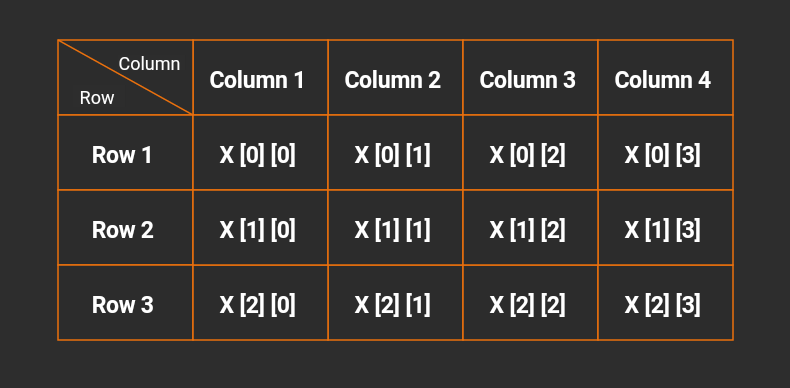 Column
Row
Column 1 Column 2 Column 3 Column 4
Row 1 X [0] [0] X [0] [1] X [0] [2] X [0] [3]
Row 2 X [1] [0] X [1] [1] X [1] [2] X [1] [3]
Row 3 X [2] [0] X [2] [1] X [2] [2] X [2] [3]